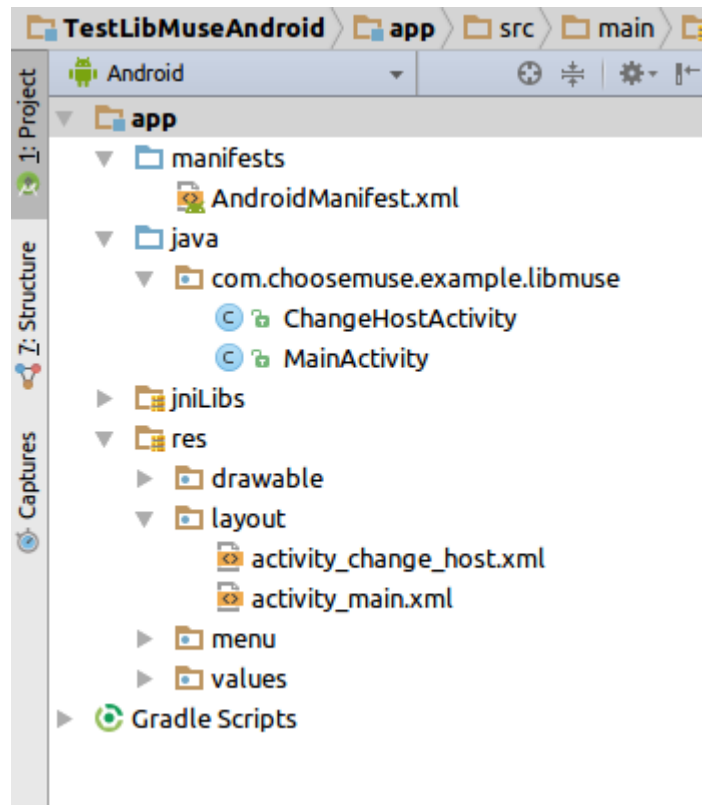 TestLibMuseAndroid app src main
Android
app
manifests
AndroidManifest.xml
java
com.choosemuse.example.libmuse
C ChangeHostActivity
C MainActivity
jniLibs
res
drawable
layout
activity_change_host.xml
activity_main.xml
menu
values
Gradle Scripts
1: Project
7: Structure
Captures